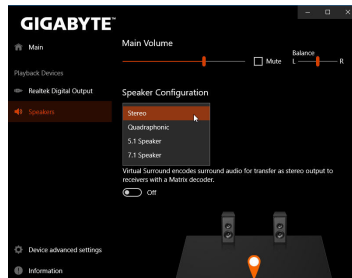 GIGABYTE™
Main
Playback Devices
Realtek Digital Output
Speakers
Device advanced settings
Information
Main Volume
Mute
Balance
L R
Speaker Configuration
Stereo
Quadraphonic
5.1 Speaker
7.1 Speaker
Virtual Surround encodes surround audio for transfer as stereo output to
receivers with a Matrix decoder.
Off